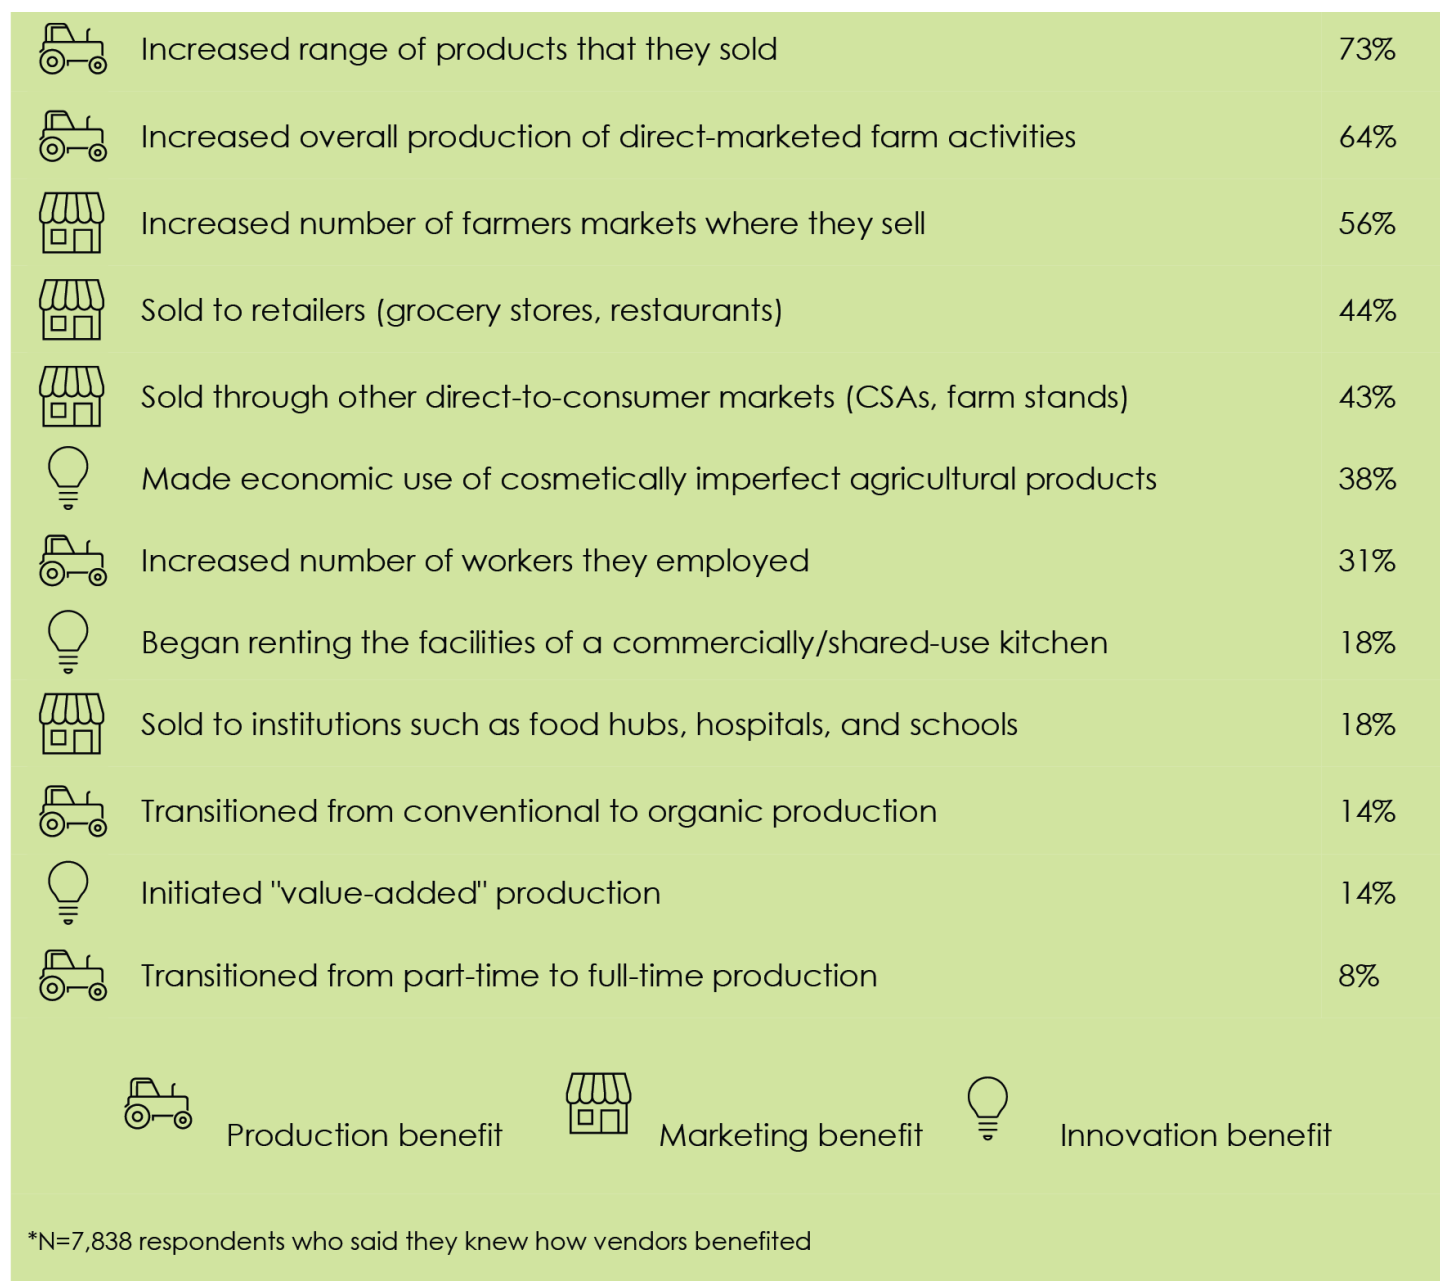 Increased range of products that they sold 73%
Increased overall production of direct-marketed farm activities 64%
Increased number of farmers markets where they sell 56%
Sold to retailers (grocery stores, restaurants) 44%
Sold through other direct-to-consumer markets (CSAs, farm stands) 43%
Made economic use of cosmetically imperfect agricultural products 38%
Increased number of workers they employed 31%
Began renting the facilities of a commercially/shared-use kitchen 18%
Sold to institutions such as food hubs, hospitals, and schools 18%
Transitioned from conventional to organic production 14%
Initiated "value-added" production 14%
Transitioned from part-time to full-time production 8%
Production benefit Marketing benefit Innovation benefit
*N=7,838 respondents who said they knew how vendors benefited